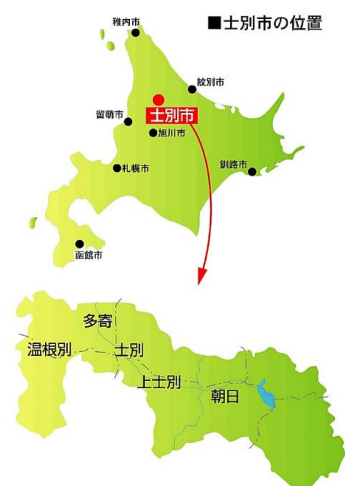 ■士別市の位置
稚内市
紋別市
士別市
留萌市
旭川市
札幌市
釧路市
函館市
多寄
温根別
士別
上士別
朝日